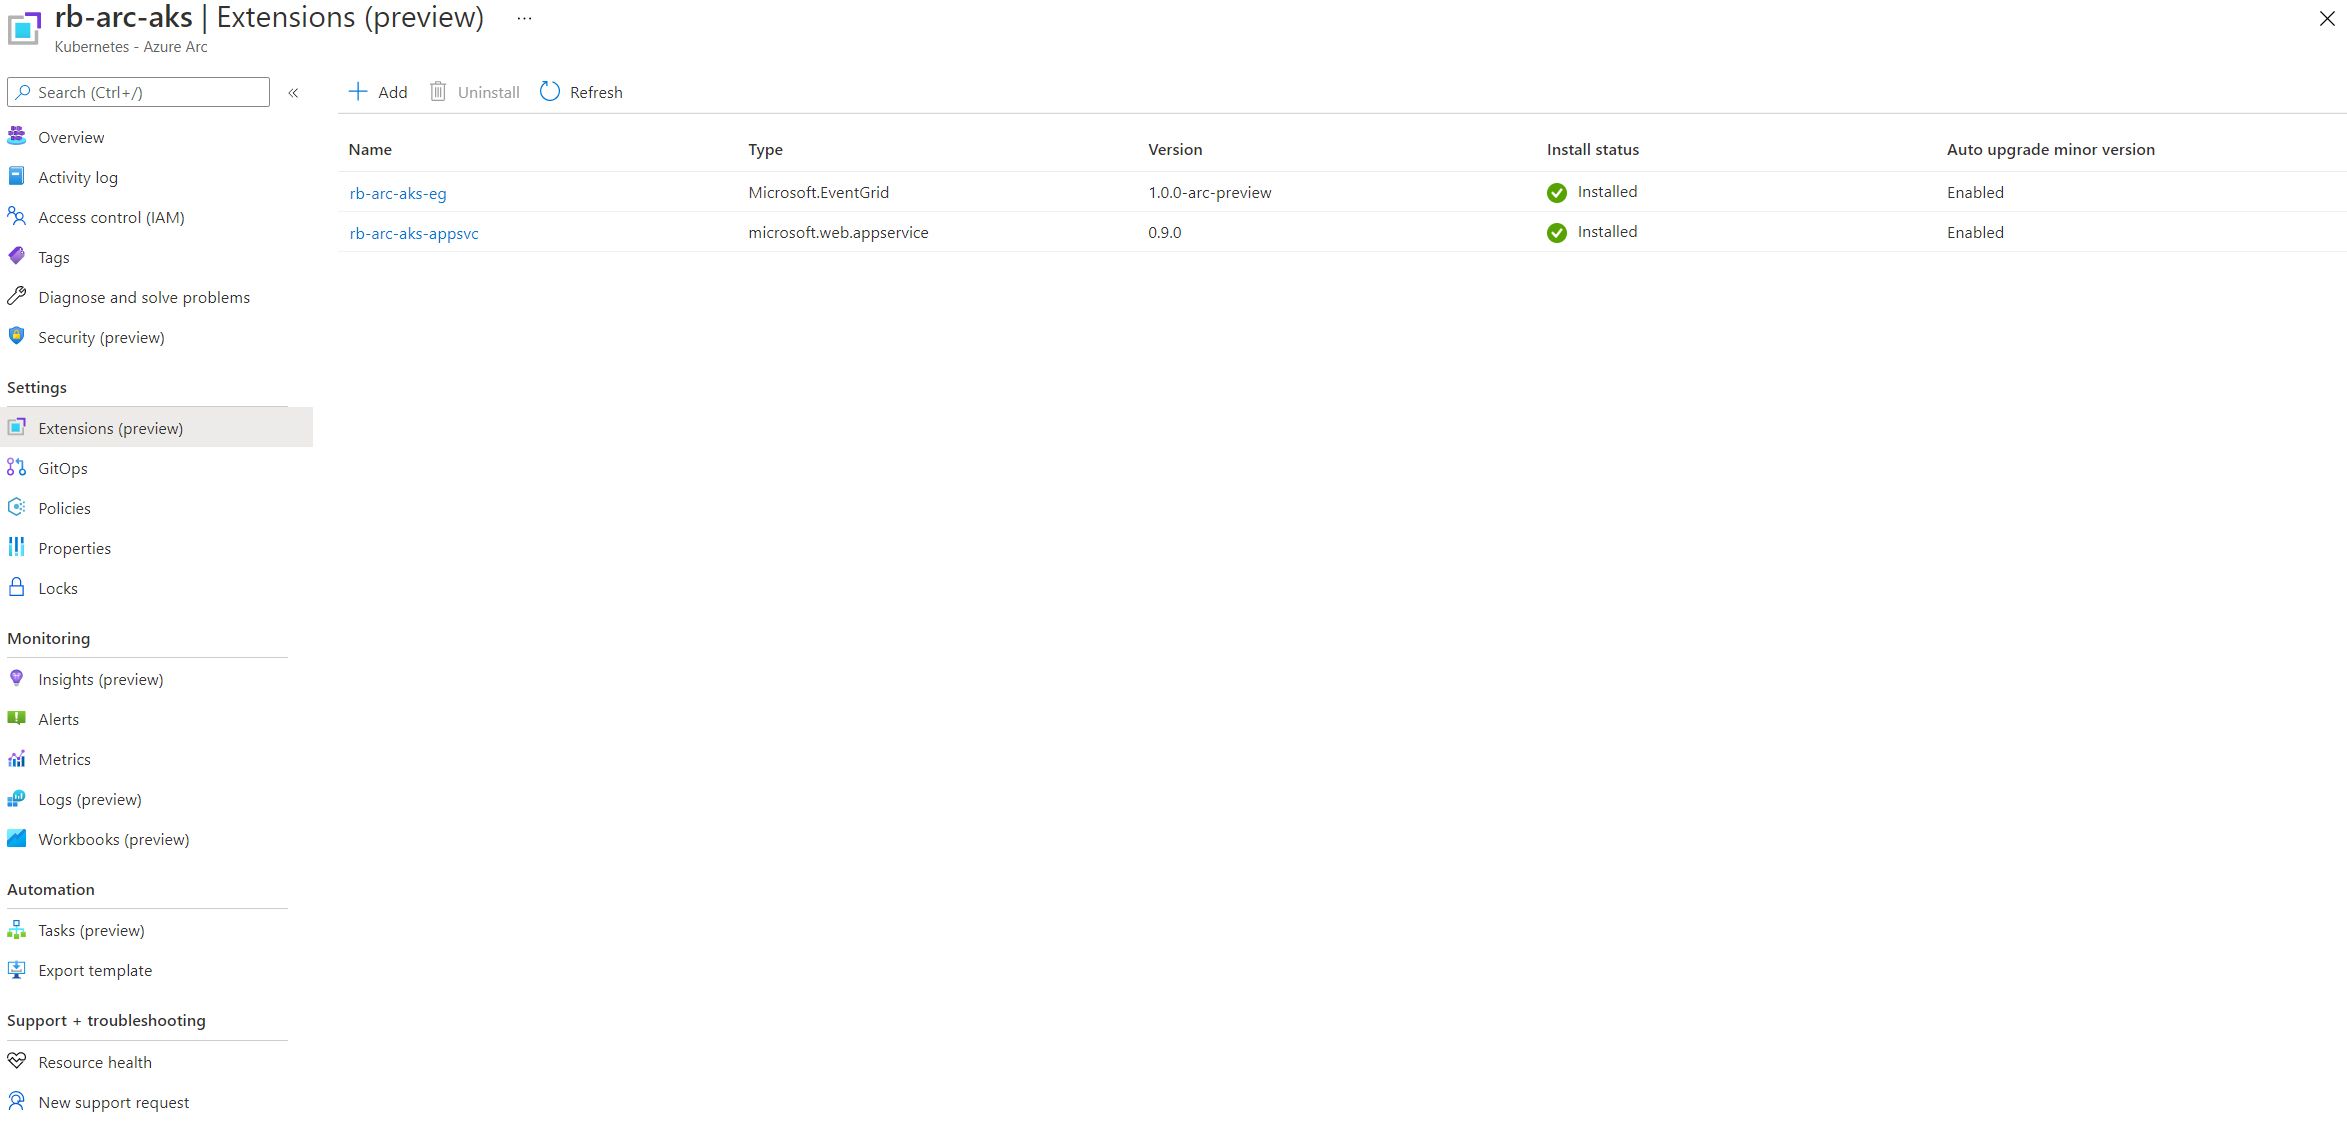 rb-arc-aks | Extensions (preview) ...
Kubernetes - Azure Arc
Search (Ctrl+/)
«
Overview
Activity log
Access control (IAM)
Tags
Diagnose and solve problems
Security (preview)
Settings
Extensions (preview)
GitOps
Policies
Properties
Locks
Monitoring
Insights (preview)
Alerts
Metrics
Logs (preview)
Workbooks (preview)
Automation
Tasks (preview)
Export template
Support + troubleshooting
Resource health
New support request
Add Uninstall Refresh
Name Type Version Install status Auto upgrade minor version
rb-arc-aks-eg Microsoft.EventGrid 1.0.0-arc-preview Installed Enabled
rb-arc-aks-appsvc microsoft.web.appservice 0.9.0 Installed Enabled